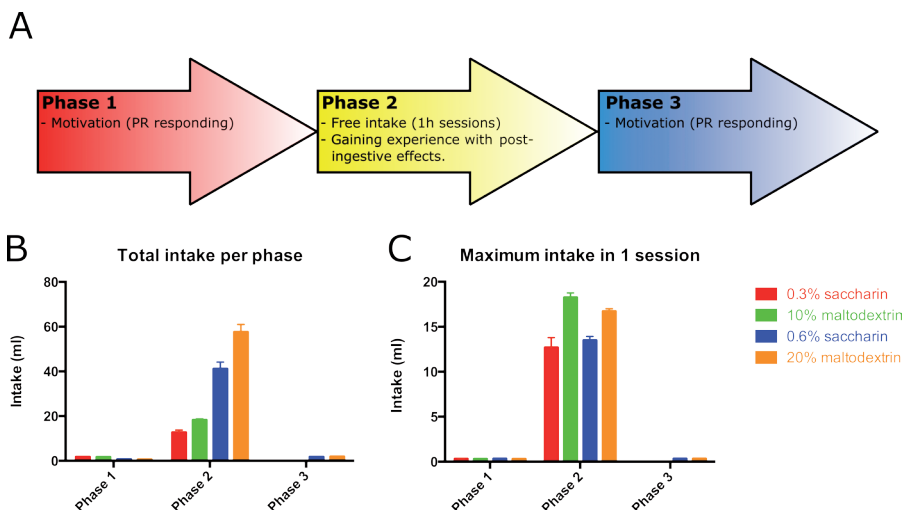 A
Phase 1
- Motivation (PR responding)
Phase 2
- Free intake (1h sessions)
- Gaining experience with post-
ingestive effects.
Phase 3
- Motivation (PR responding)
B
Total intake per phase
80
60
40
20
0
Intake (ml)
Phase 1
Phase 2
Phase 3
C
Maximum intake in 1 session
20
15
10
5
0
Intake (ml)
Phase 1
Phase 2
Phase 3
0.3% saccharin
10% maltodextrin
0.6% saccharin
20% maltodextrin